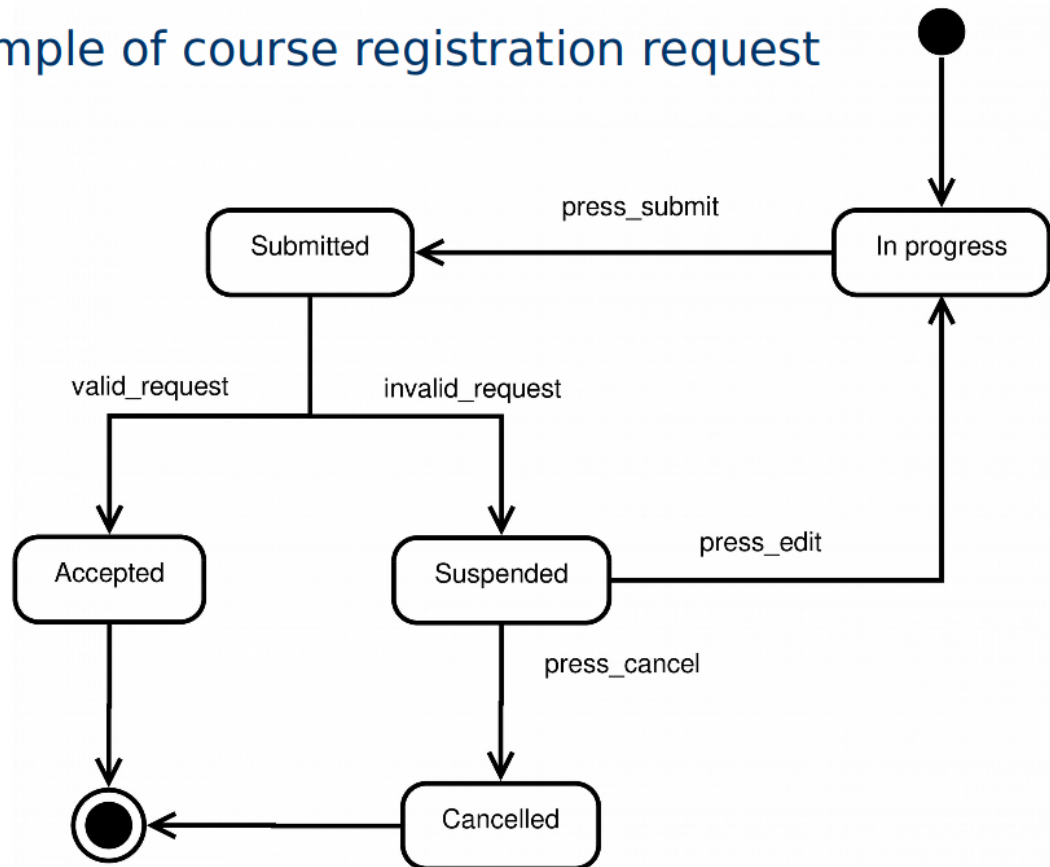 mple of course registration request
press_submit
Submitted
In progress
valid_request
invalid_request
press_edit
Accepted
Suspended
press_cancel
Cancelled